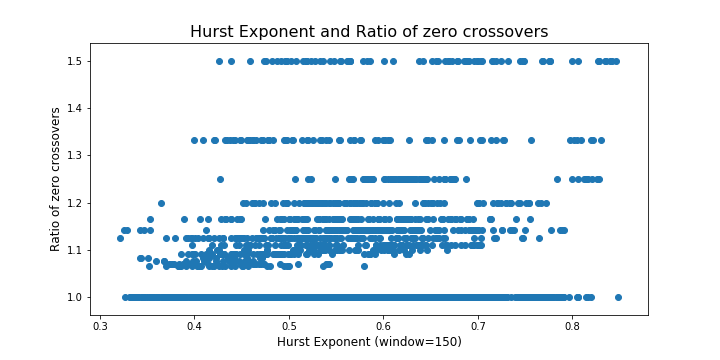 Hurst Exponent and Ratio of zero crossovers
Ratio of zero crossovers
1.5
1.4
1.3
1.2
1.1
1.0
0.3 0.4 0.5 0.6 0.7 0.8
Hurst Exponent (window=150)